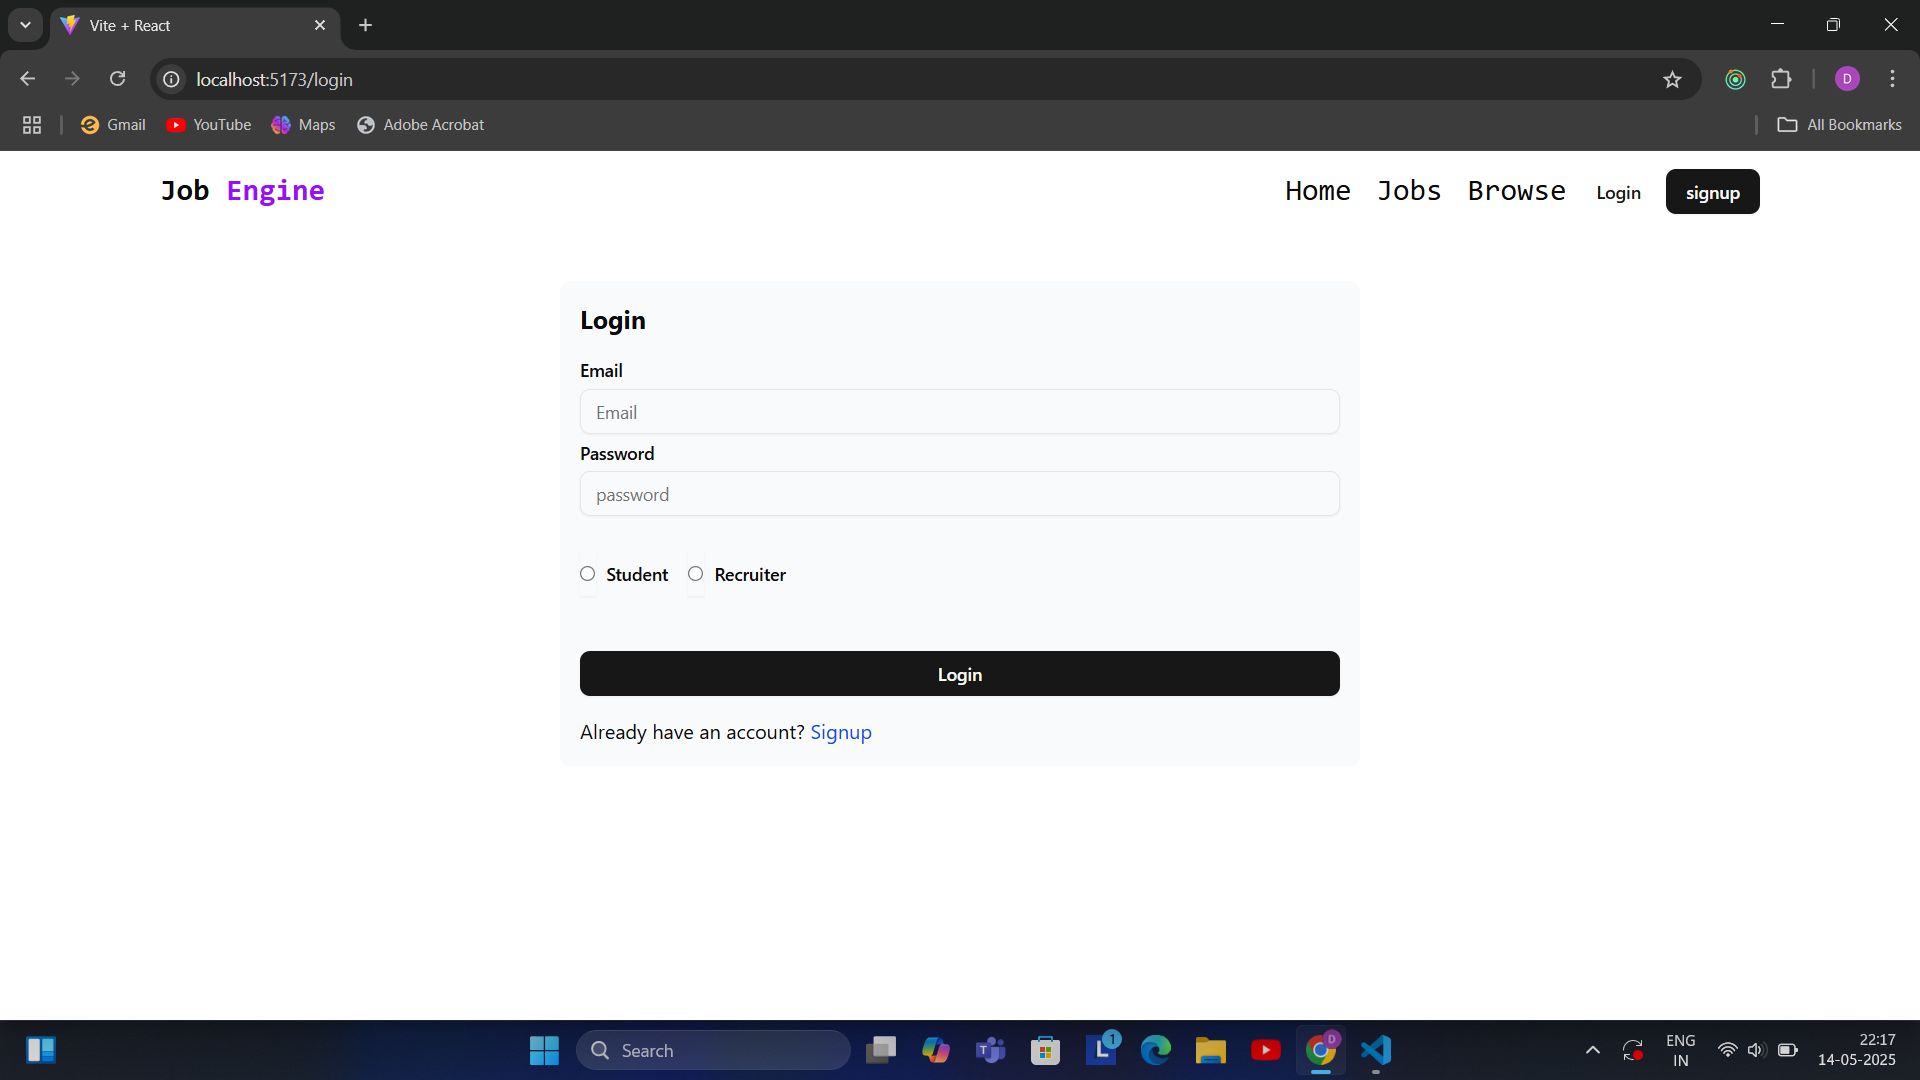 Vite + React
localhost:5173/login
D
Gmail YouTube Maps Adobe Acrobat All Bookmarks
Job Engine Home Jobs Browse Login signup
Login
Email
Email
Password
password
Student Recruiter
Login
Already have an account? Signup
Search T L 1 D ENG 22:17
IN 14-05-2025